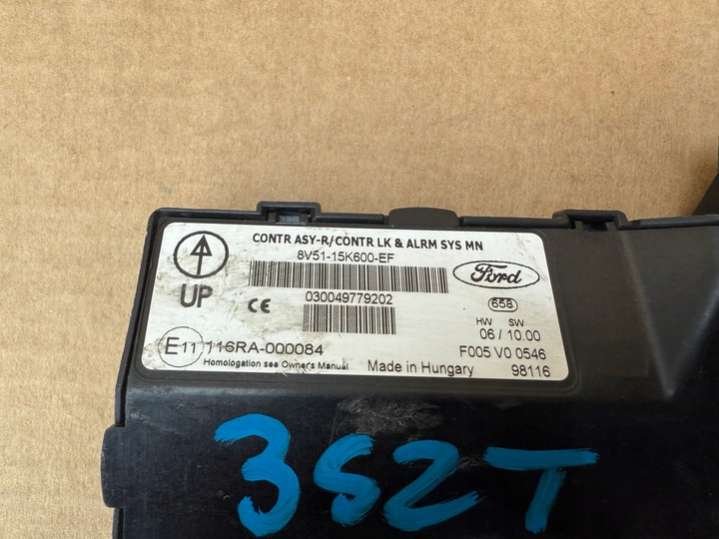 CONTR ASY-R/CONTR LK & ALRM SYS MN
8V51-15K600-EF
Ford
UP
CE
030049779202
658
HW SW
06 / 10.00
E11 116RA-000084
F005 V0 0546
Homologation see Owner's Manual
Made in Hungary
98116
3S2T